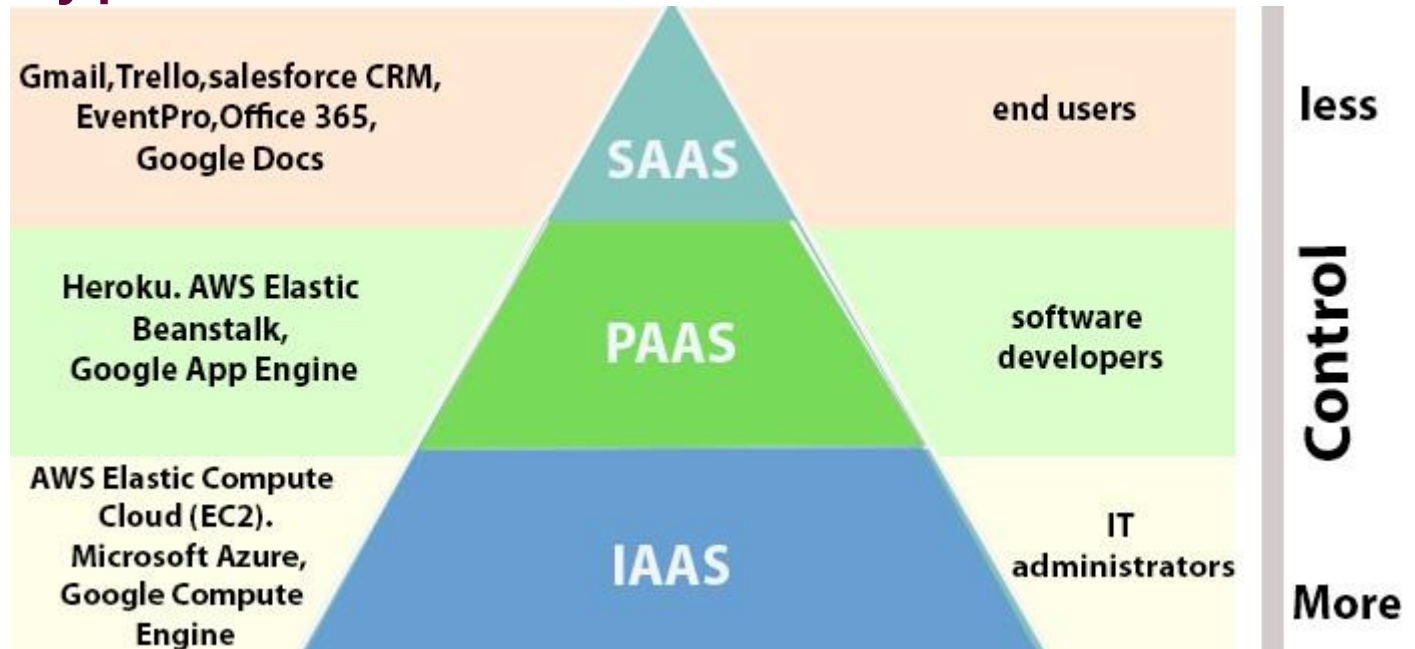 Gmail,Trello,salesforce CRM,
EventPro,Office 365,
Google Docs
SAAS
end users
less
Heroku. AWS Elastic
Beanstalk,
Google App Engine
PAAS
software
developers
Control
AWS Elastic Compute
Cloud (EC2).
Microsoft Azure,
Google Compute
Engine
IAAS
IT
administrators
More